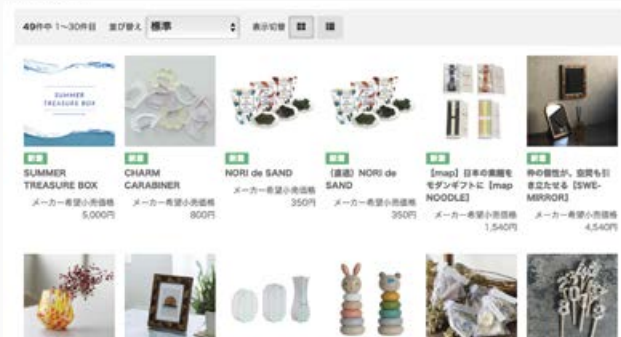 49件中 1〜30件目 並び替え 標準 表示切替
SUMMER
TREASURE BOX
新着
SUMMER
TREASURE BOX
メーカー希望小売価格
5,000円
新着
CHARM
CARABINER
メーカー希望小売価格
800円
新着
NORI de SAND
メーカー希望小売価格
350円
新着
(直送) NORI de
SAND
メーカー希望小売価格
350円
新着
【map】日本の素麺を
モダンギフトに【map
NOODLE】
メーカー希望小売価格
1,540円
新着
枠の個性が、空間も引
き立たせる【SWE-
MIRROR】
メーカー希望小売価格
4,540円